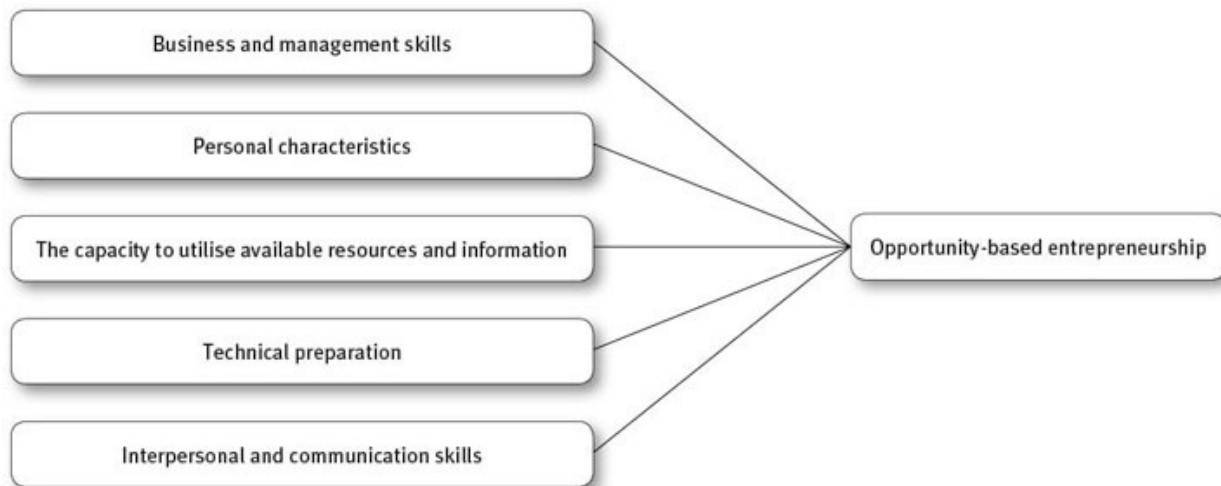 Business and management skills
Personal characteristics
The capacity to utilise available resources and information
Opportunity-based entrepreneurship
Technical preparation
Interpersonal and communication skills